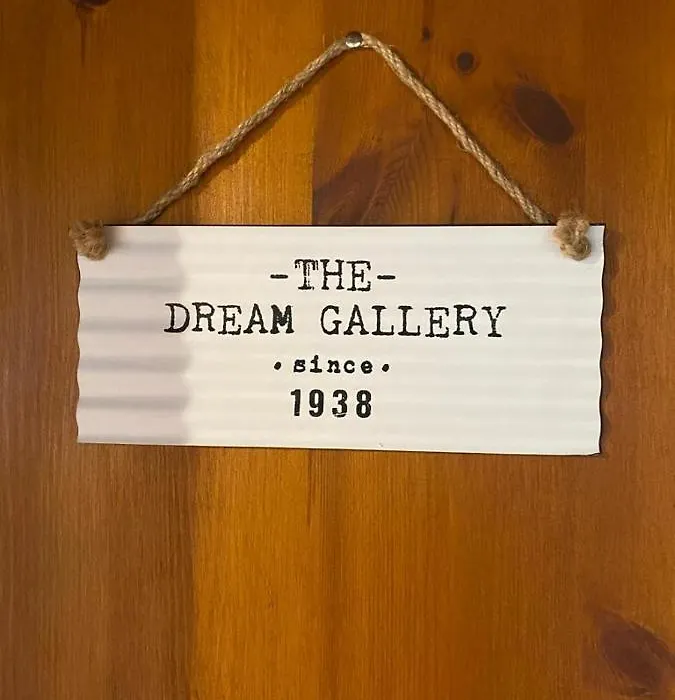 -THE-
DREAM GALLERY
• since •
1938